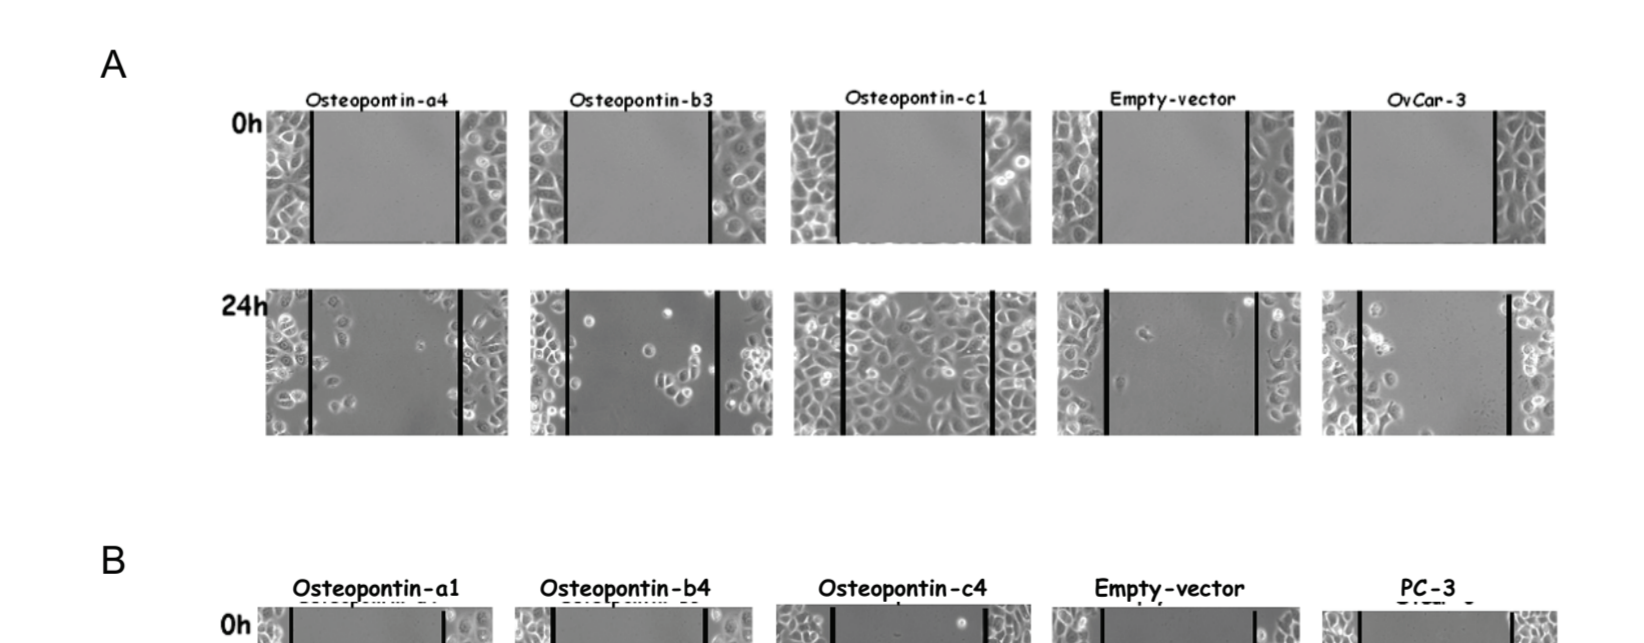 A
Osteopontin-a4 Osteopontin-b3 Osteopontin-c1 Empty-vector OvCar-3
0h
24h
B
Osteopontin-a1 Osteopontin-b4 Osteopontin-c4 Empty-vector PC-3
0h